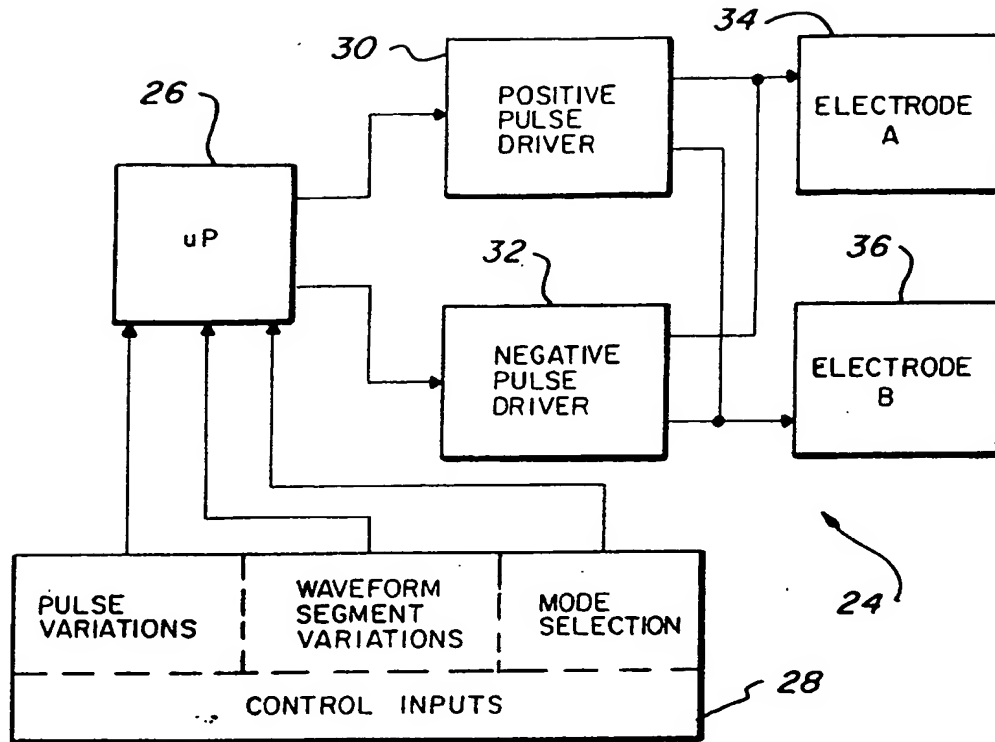 30
34
26
POSITIVE
PULSE
DRIVER
ELECTRODE
A
uP
32
36
NEGATIVE
PULSE
DRIVER
ELECTRODE
B
24
PULSE
VARIATIONS
WAVEFORM
SEGMENT
VARIATIONS
MODE
SELECTION
28
CONTROL INPUTS